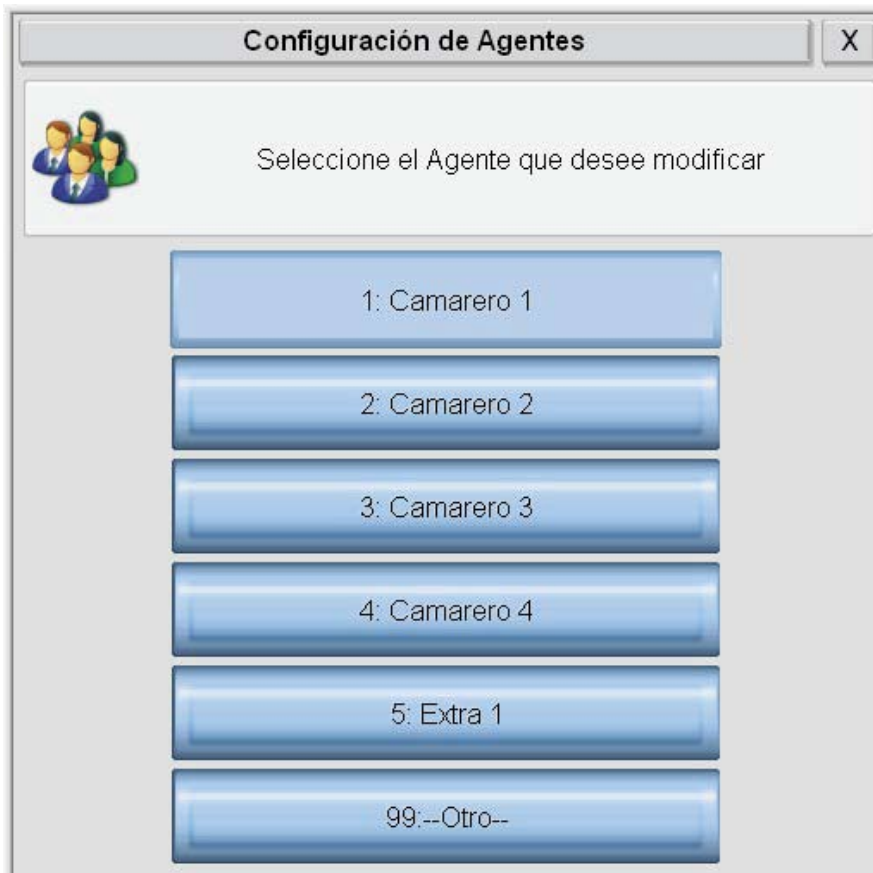 Configuración de Agentes
X
Seleccione el Agente que desee modificar
1: Camarero 1
2: Camarero 2
3: Camarero 3
4: Camarero 4
5: Extra 1
99:--Otro--